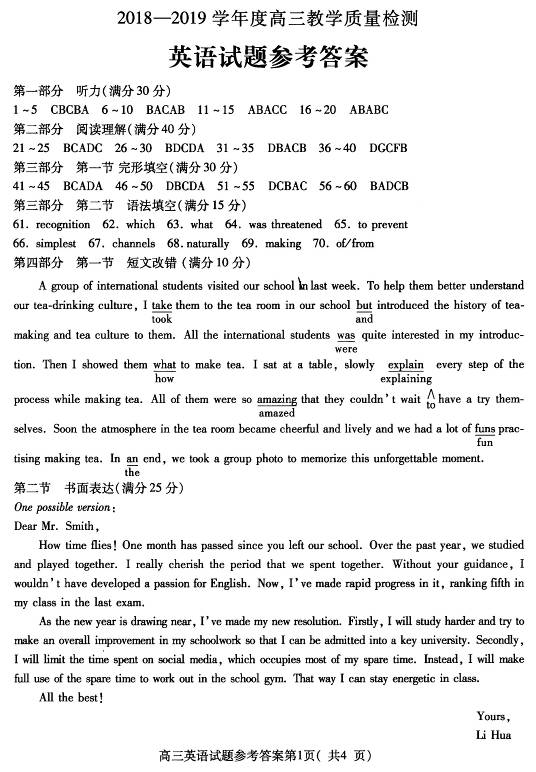 2018—2019 学年度高三教学质量检测
英语试题参考答案
第一部分 听力(满分30分)
1~5 CBCBA 6~10 BACAB 11~15 ABACC 16~20 ABABC
第二部分 阅读理解(满分40分)
21~25 BCADC 26~30 BDCDA 31~35 DBACB 36~40 DGCFB
第三部分 第一节 完形填空(满分30分)
41~45 BCADA 46~50 DBCDA 51~55 DCBAC 56~60 BADCB
第三部分 第二节 语法填空(满分15分)
61. recognition 62. which 63. what 64. was threatened 65. to prevent
66. simplest 67. channels 68. naturally 69. making 70. of/from
第四部分 第一节 短文改错 (满分10分)
A group of international students visited our school \in last week. To help them better understand
our tea-drinking culture, I take them to the tea room in our school but introduced the history of tea-
took and
making and tea culture to them. All the international students was quite interested in my introduc-
were
tion. Then I showed them what to make tea. I sat at a table, slowly explain every step of the
how explaining
process while making tea. All of them were so amazing that they couldn't wait ∧ have a try them-
amazed to
selves. Soon the atmosphere in the tea room became cheerful and lively and we had a lot of funs prac-
fun
tising making tea. In an end, we took a group photo to memorize this unforgettable moment.
the
第二节 书面表达(满分25分)
One possible version:
Dear Mr. Smith,
How time flies! One month has passed since you left our school. Over the past year, we studied
and played together. I really cherish the period that we spent together. Without your guidance, I
wouldn't have developed a passion for English. Now, I've made rapid progress in it, ranking fifth in
my class in the last exam.
As the new year is drawing near, I've made my new resolution. Firstly, I will study harder and try to
make an overall improvement in my schoolwork so that I can be admitted into a key university. Secondly,
I will limit the time spent on social media, which occupies most of my spare time. Instead, I will make
full use of the spare time to work out in the school gym. That way I can stay energetic in class.
All the best!
Yours,
Li Hua
高三英语试题参考答案第1页( 共4 页)